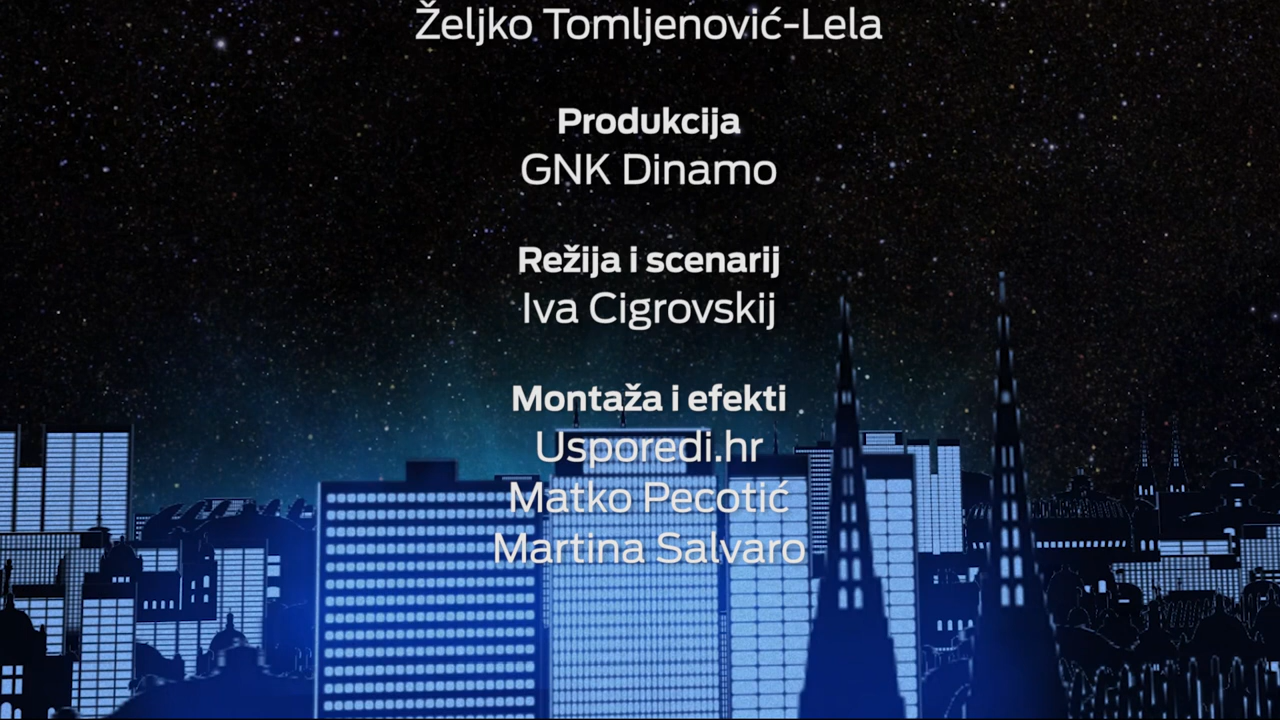 Željko Tomljenović-Lela
Produkcija
GNK Dinamo
Režija i scenarij
Iva Cigrovskij
Montaža i efekti
Usporedi.hr
Matko Pecotić
Martina Salvaro